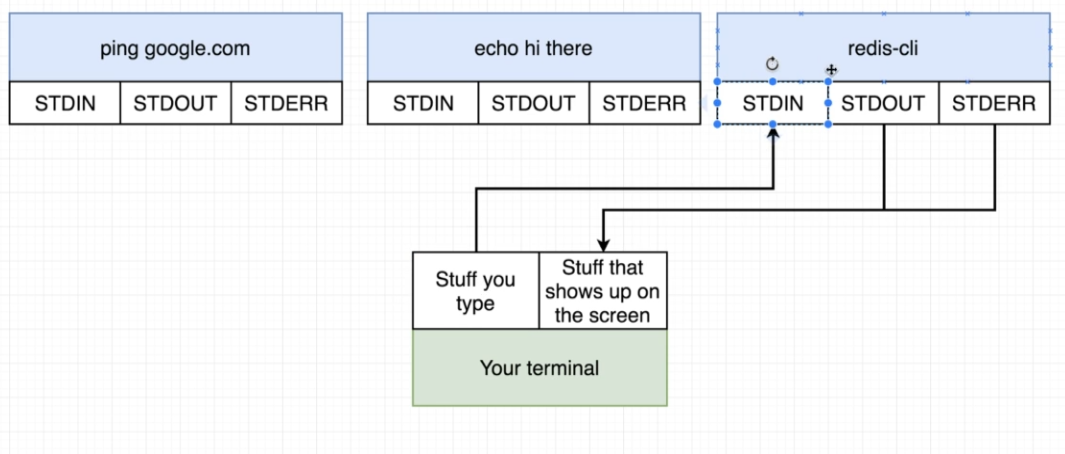 ping google.com
echo hi there
redis-cli
STDIN STDOUT STDERR
STDIN STDOUT STDERR
STDIN STDOUT STDERR
Stuff you
type
Stuff that
shows up on
the screen
Your terminal